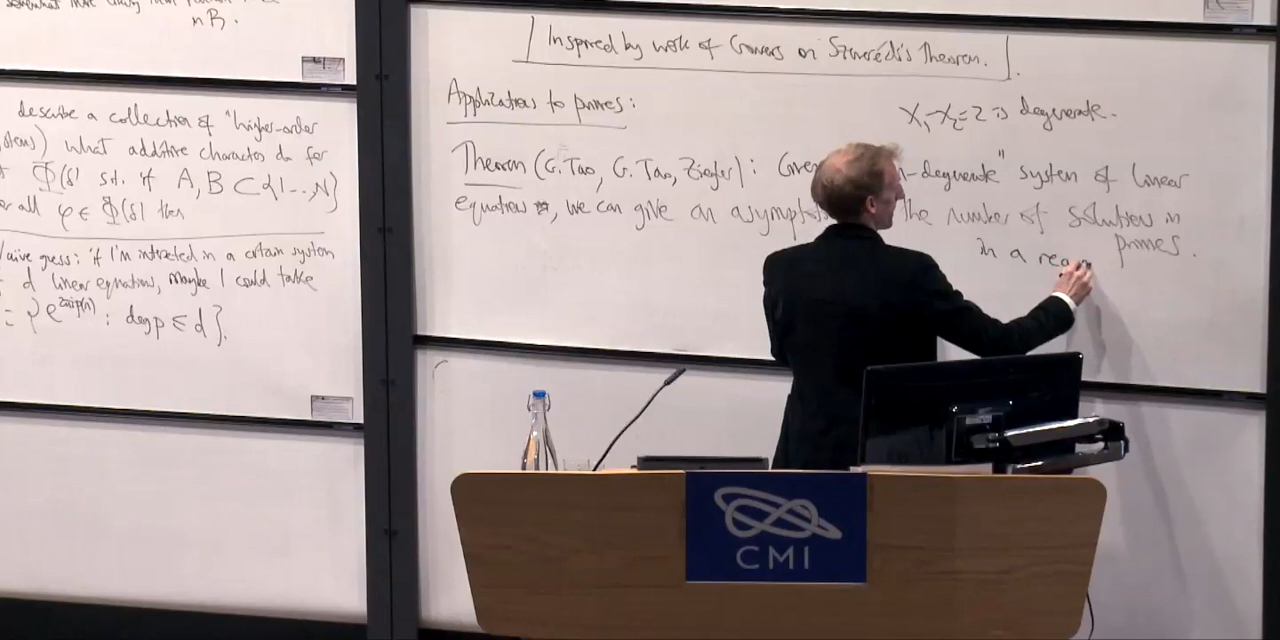 nB.
describe a collection of "higher-order
stems) what additive characters do for
Φ(S) s.t. if A, B ⊂ {1...N}
for all φ ∈ Φ(S) then
Naive guess: if I'm interested in a certain system
of d linear equations, maybe I could take
= {e^{2πip(n)} : deg p ≤ d}.
Inspired by work of Gowers on Szemerédi's Theorem.
Applications to primes:
X₁-X₂=2 is degenerate.
Theorem (G. Tao, G. Tao, Ziegler): Given n-degenerate" system of linear
equations, we can give an asymptot the number of solutions in
primes.
in a rea
CMI